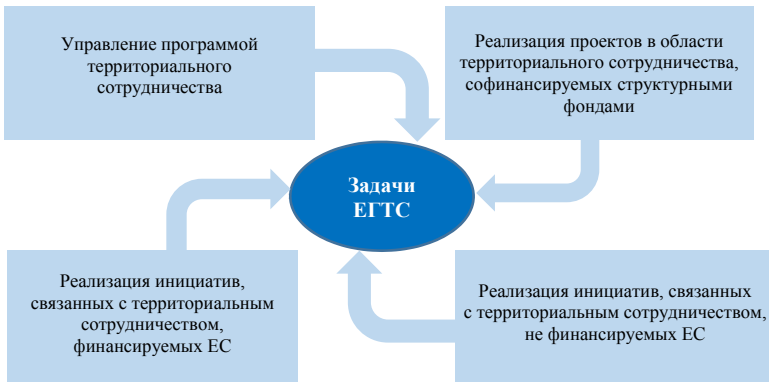 Управление программой
территориального
сотрудничества
Реализация проектов в области
территориального сотрудничества,
софинансируемых структурными
фондами
Задачи
ЕГТС
Реализация инициатив,
связанных с территориальным
сотрудничеством,
финансируемых ЕС
Реализация инициатив, связанных
с территориальным сотрудничеством,
не финансируемых ЕС